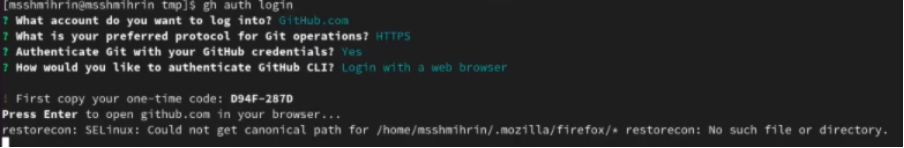 [msshmihrin@msshmihrin tmp]$ gh auth login
? What account do you want to log into? GitHub.com
? What is your preferred protocol for Git operations? HTTPS
? Authenticate Git with your GitHub credentials? Yes
? How would you like to authenticate GitHub CLI? Login with a web browser
! First copy your one-time code: D94F-287D
Press Enter to open github.com in your browser...
restorecon: SELinux: Could not get canonical path for /home/msshmihrin/.mozilla/firefox/* restorecon: No such file or directory.